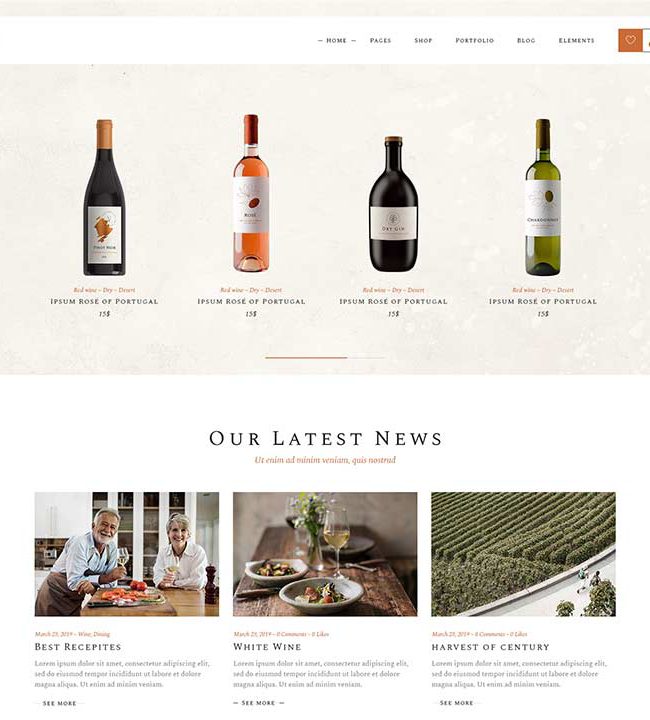 — Home —
Pages
Shop
Portfolio
Blog
Elements
Pinot Noir
Rosé
Dry Gin
Chardonnay
Red wine – Dry – Desert
Ipsum Rosé of Portugal
15$
Red wine – Dry – Desert
Ipsum Rosé of Portugal
15$
Red wine – Dry – Desert
Ipsum Rosé of Portugal
15$
Red wine – Dry – Desert
Ipsum Rosé of Portugal
15$
Our Latest News
Ut enim ad minim veniam, quis nostrud
March 23, 2019 – Wine, Dining
Best Recepites
Lorem ipsum dolor sit amet, consectetur adipiscing elit,
sed do eiusmod tempor incididunt ut labore et dolore
magna aliqua. Ut enim ad minim veniam.
See more
March 23, 2019 – 0 Comments – 0 Likes
White Wine
Lorem ipsum dolor sit amet, consectetur adipiscing elit,
sed do eiusmod tempor incididunt ut labore et dolore
magna aliqua. Ut enim ad minim veniam.
— See more —
March 23, 2019 – 0 Comments – 0 Likes
harvest of century
Lorem ipsum dolor sit amet, consectetur adipiscing elit,
sed do eiusmod tempor incididunt ut labore et dolore
magna aliqua. Ut enim ad minim veniam.
See more